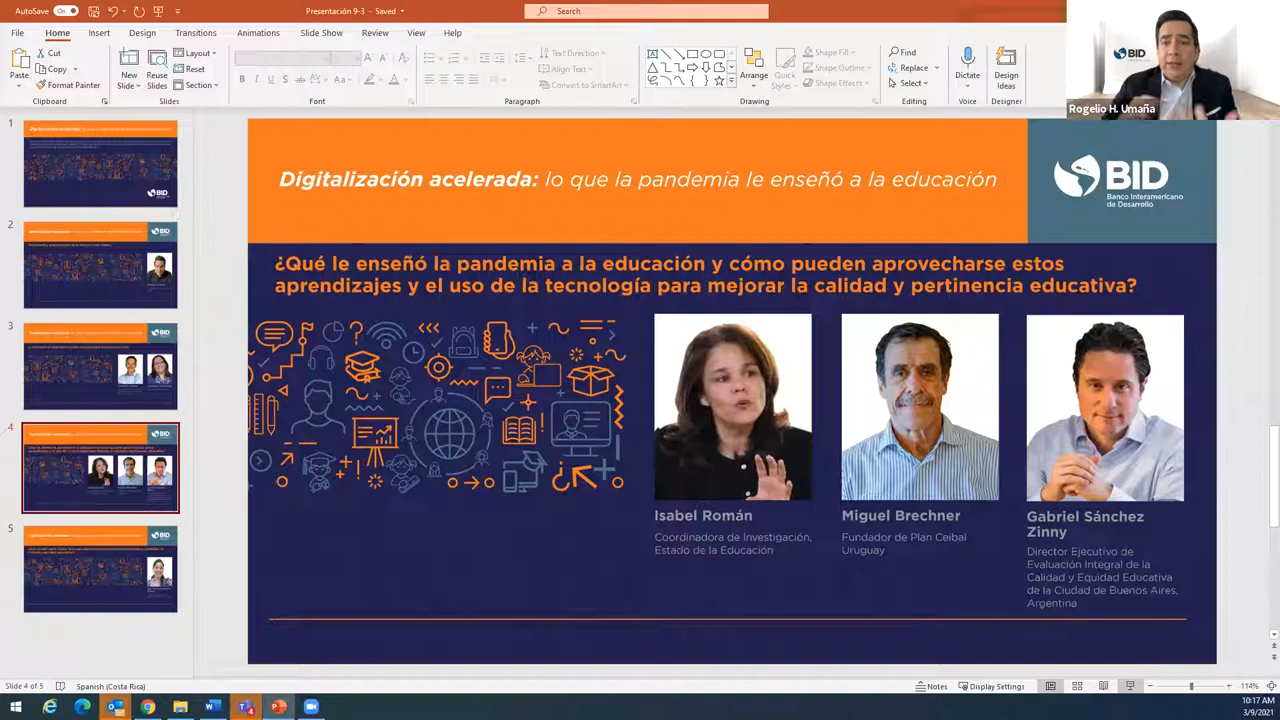 AutoSave
On
Presentación 9-3 - Saved
Search
File
Home
Insert
Design
Transitions
Animations
Slide Show
Review
View
Help
Paste
Cut
Copy
Format Painter
Clipboard
New
Slide
Reuse
Slides
Layout
Reset
Section
Slides
B I U S
Aa
Font
Text Direction
Align Text
Convert to SmartArt
Paragraph
Arrange
Quick
Styles
Shape Fill
Shape Outline
Shape Effects
Drawing
Find
Replace
Select
Editing
Dictate
Voice
Design
Ideas
Designer
BID
Rogelio H. Umaña
1
2
3
4
5
Digitalización acelerada: lo que la pandemia le enseñó a la educación
BID
Banco Interamericano
de Desarrollo
¿Qué le enseñó la pandemia a la educación y cómo pueden aprovecharse estos
aprendizajes y el uso de la tecnología para mejorar la calidad y pertinencia educativa?
Isabel Román
Coordinadora de Investigación,
Estado de la Educación
Miguel Brechner
Fundador de Plan Ceibal
Uruguay
Gabriel Sánchez
Zinny
Director Ejecutivo de
Evaluación Integral de la
Calidad y Equidad Educativa
de la Ciudad de Buenos Aires,
Argentina
Slide 4 of 5
Spanish (Costa Rica)
Notes
Display Settings
114%
10:17 AM
3/9/2021